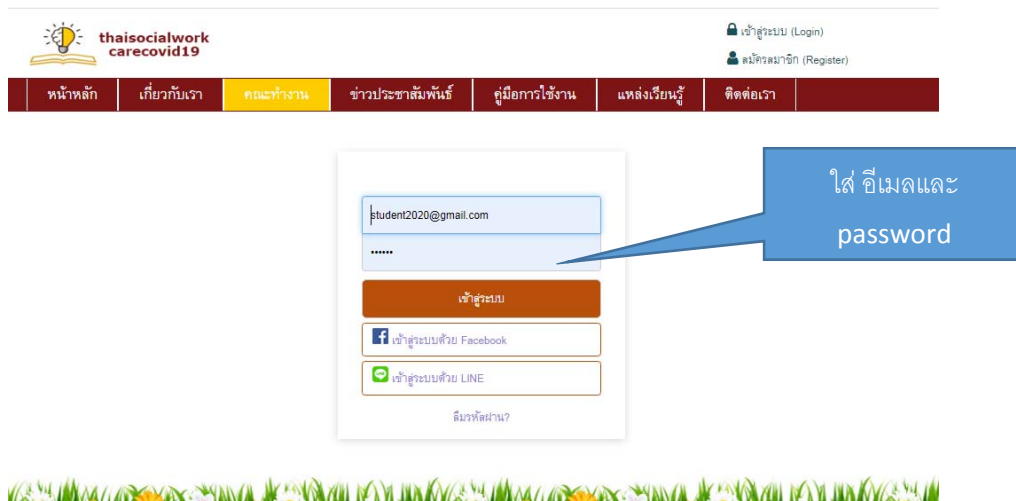 thaisocialwork
carecovid19
เข้าสู่ระบบ (Login)
สมัครสมาชิก (Register)
หน้าหลัก
เกี่ยวกับเรา
คณะทำงาน
ข่าวประชาสัมพันธ์
คู่มือการใช้งาน
แหล่งเรียนรู้
ติดต่อเรา
ใส่ อีเมลและ
password
student2020@gmail.com
••••••
เข้าสู่ระบบ
เข้าสู่ระบบด้วย Facebook
เข้าสู่ระบบด้วย LINE
ลืมรหัสผ่าน?